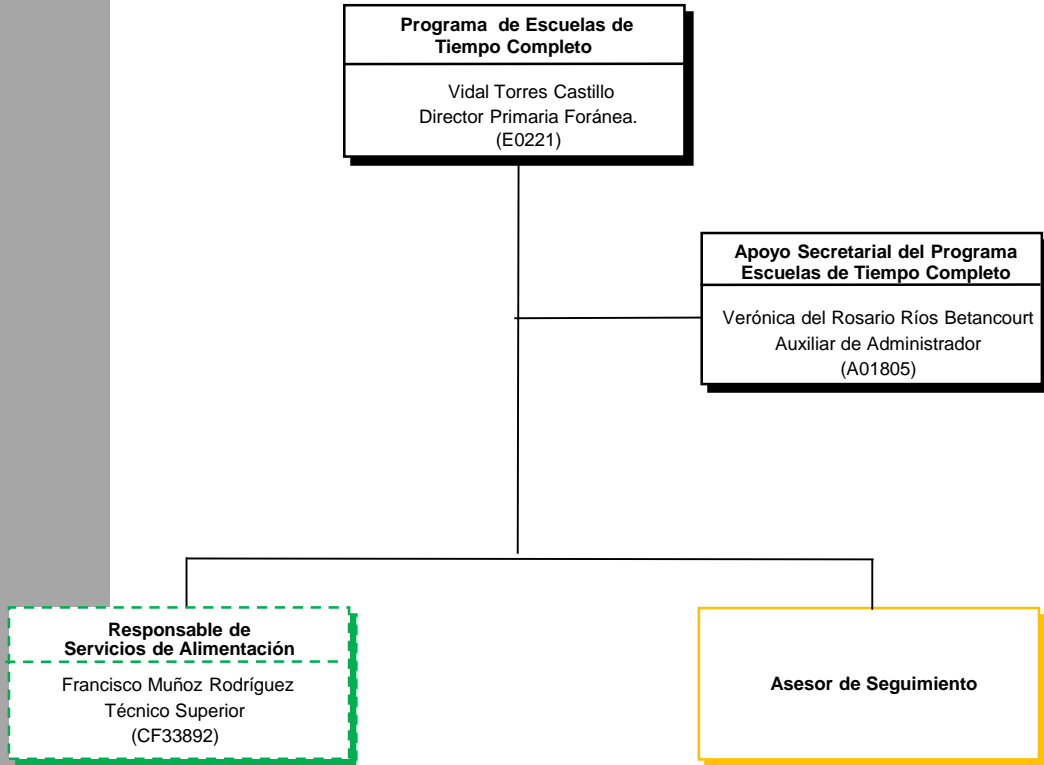 Programa  de Escuelas de
Tiempo Completo
Vidal Torres Castillo
Director Primaria Foránea.
(E0221)
Apoyo Secretarial del Programa
Escuelas de Tiempo Completo
Verónica del Rosario Ríos Betancourt
Auxiliar de Administrador
(A01805)
Responsable de
Servicios de Alimentación
Francisco Muñoz Rodríguez
Técnico Superior
(CF33892)
Asesor de Seguimiento